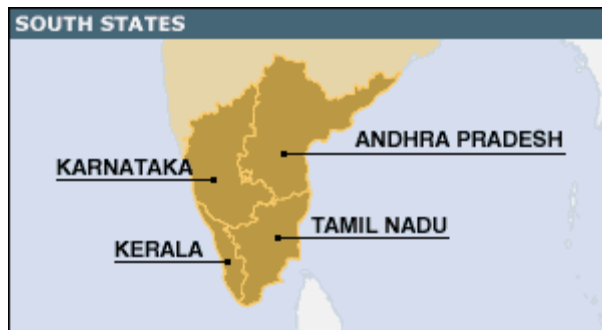 SOUTH STATES
ANDHRA PRADESH
KARNATAKA
TAMIL NADU
KERALA